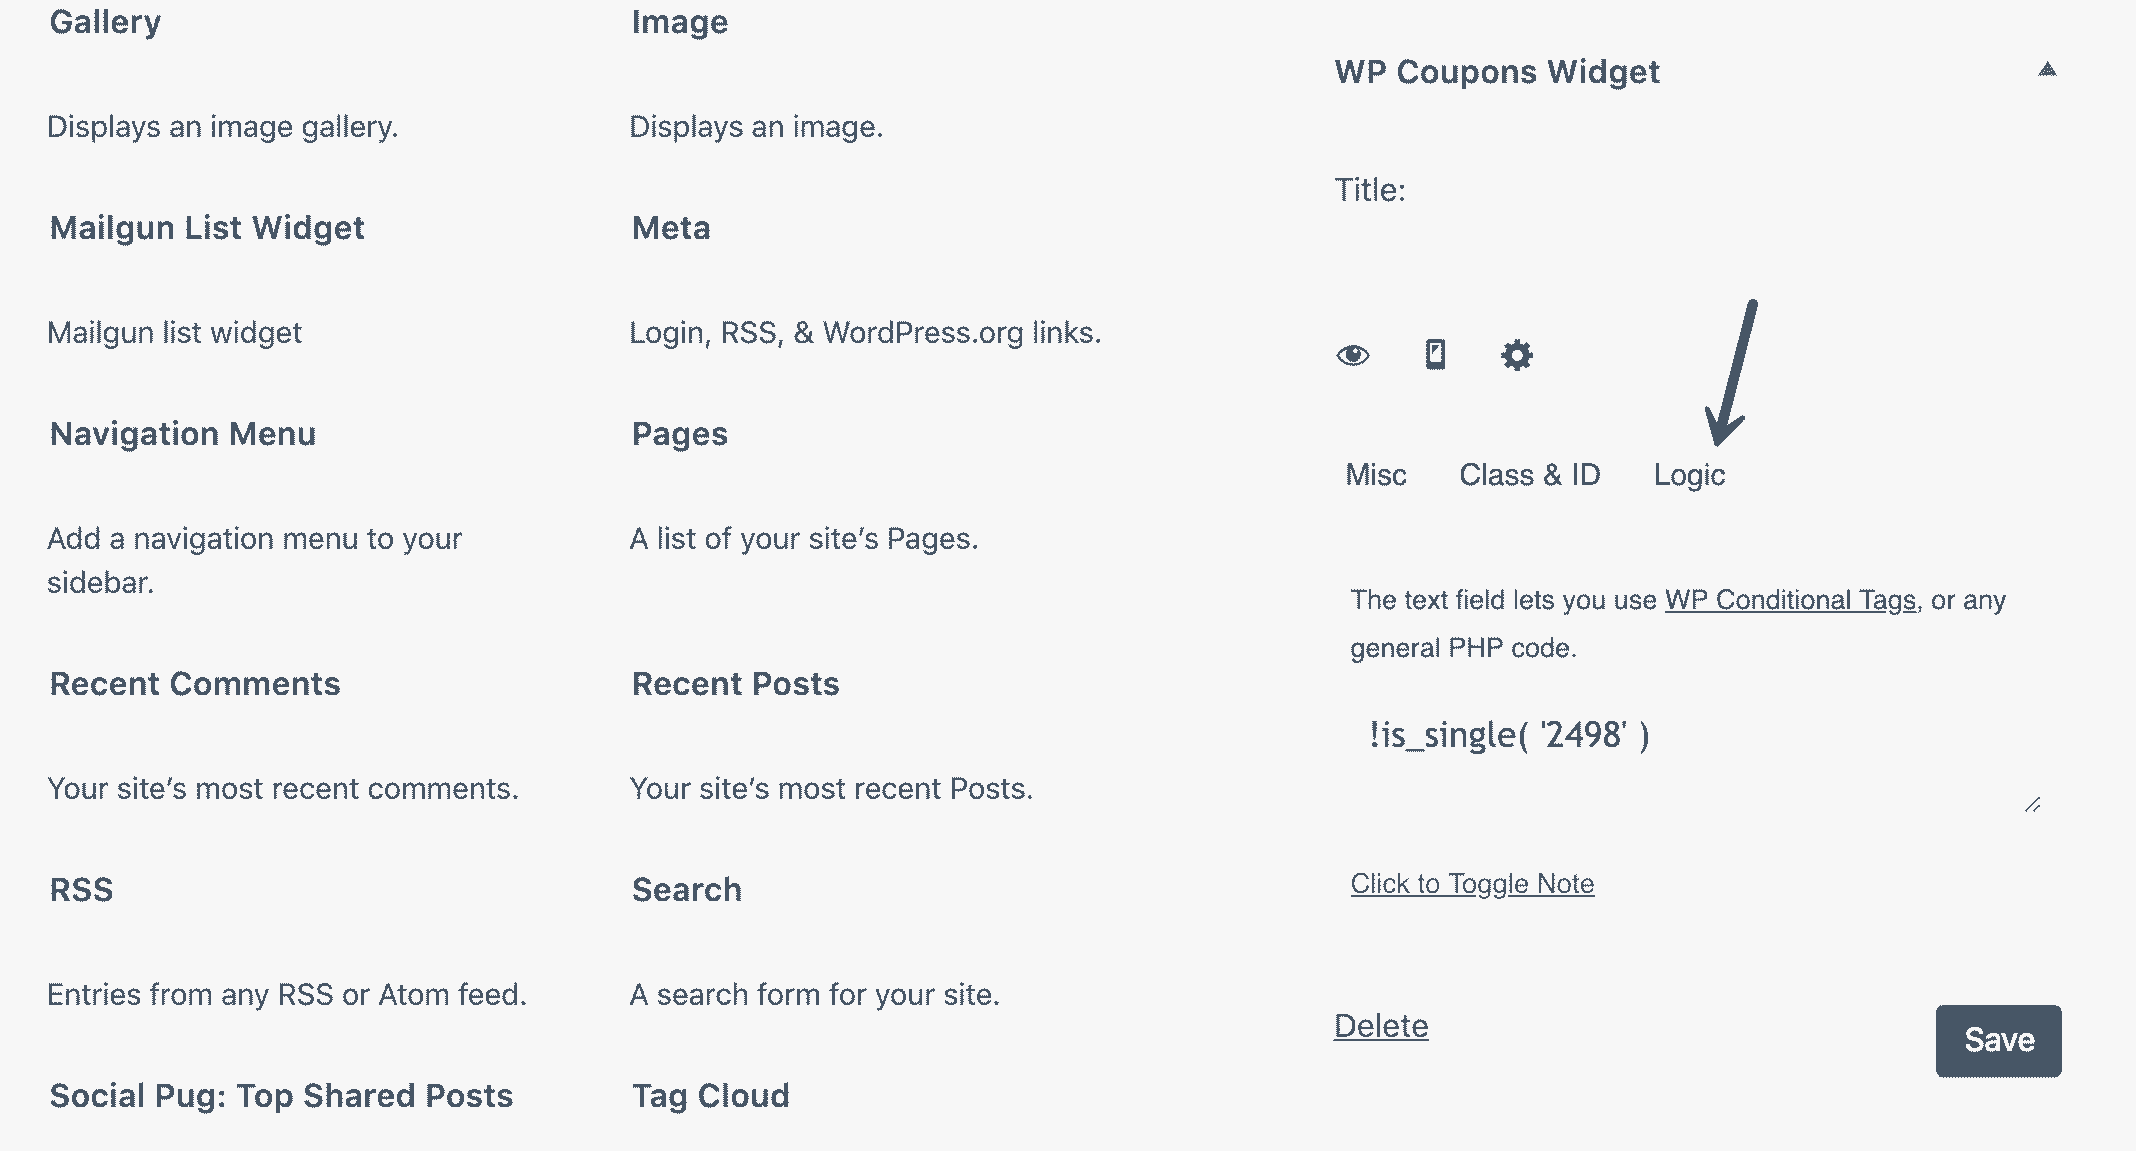 Gallery
Displays an image gallery.
Image
Displays an image.
Mailgun List Widget
Mailgun list widget
Meta
Login, RSS, & WordPress.org links.
Navigation Menu
Add a navigation menu to your
sidebar.
Pages
A list of your site’s Pages.
Recent Comments
Your site’s most recent comments.
Recent Posts
Your site’s most recent Posts.
RSS
Entries from any RSS or Atom feed.
Search
A search form for your site.
Social Pug: Top Shared Posts
Tag Cloud
WP Coupons Widget
Title:
Misc Class & ID Logic
The text field lets you use WP Conditional Tags, or any
general PHP code.
!is_single( '2498' )
Click to Toggle Note
Delete
Save